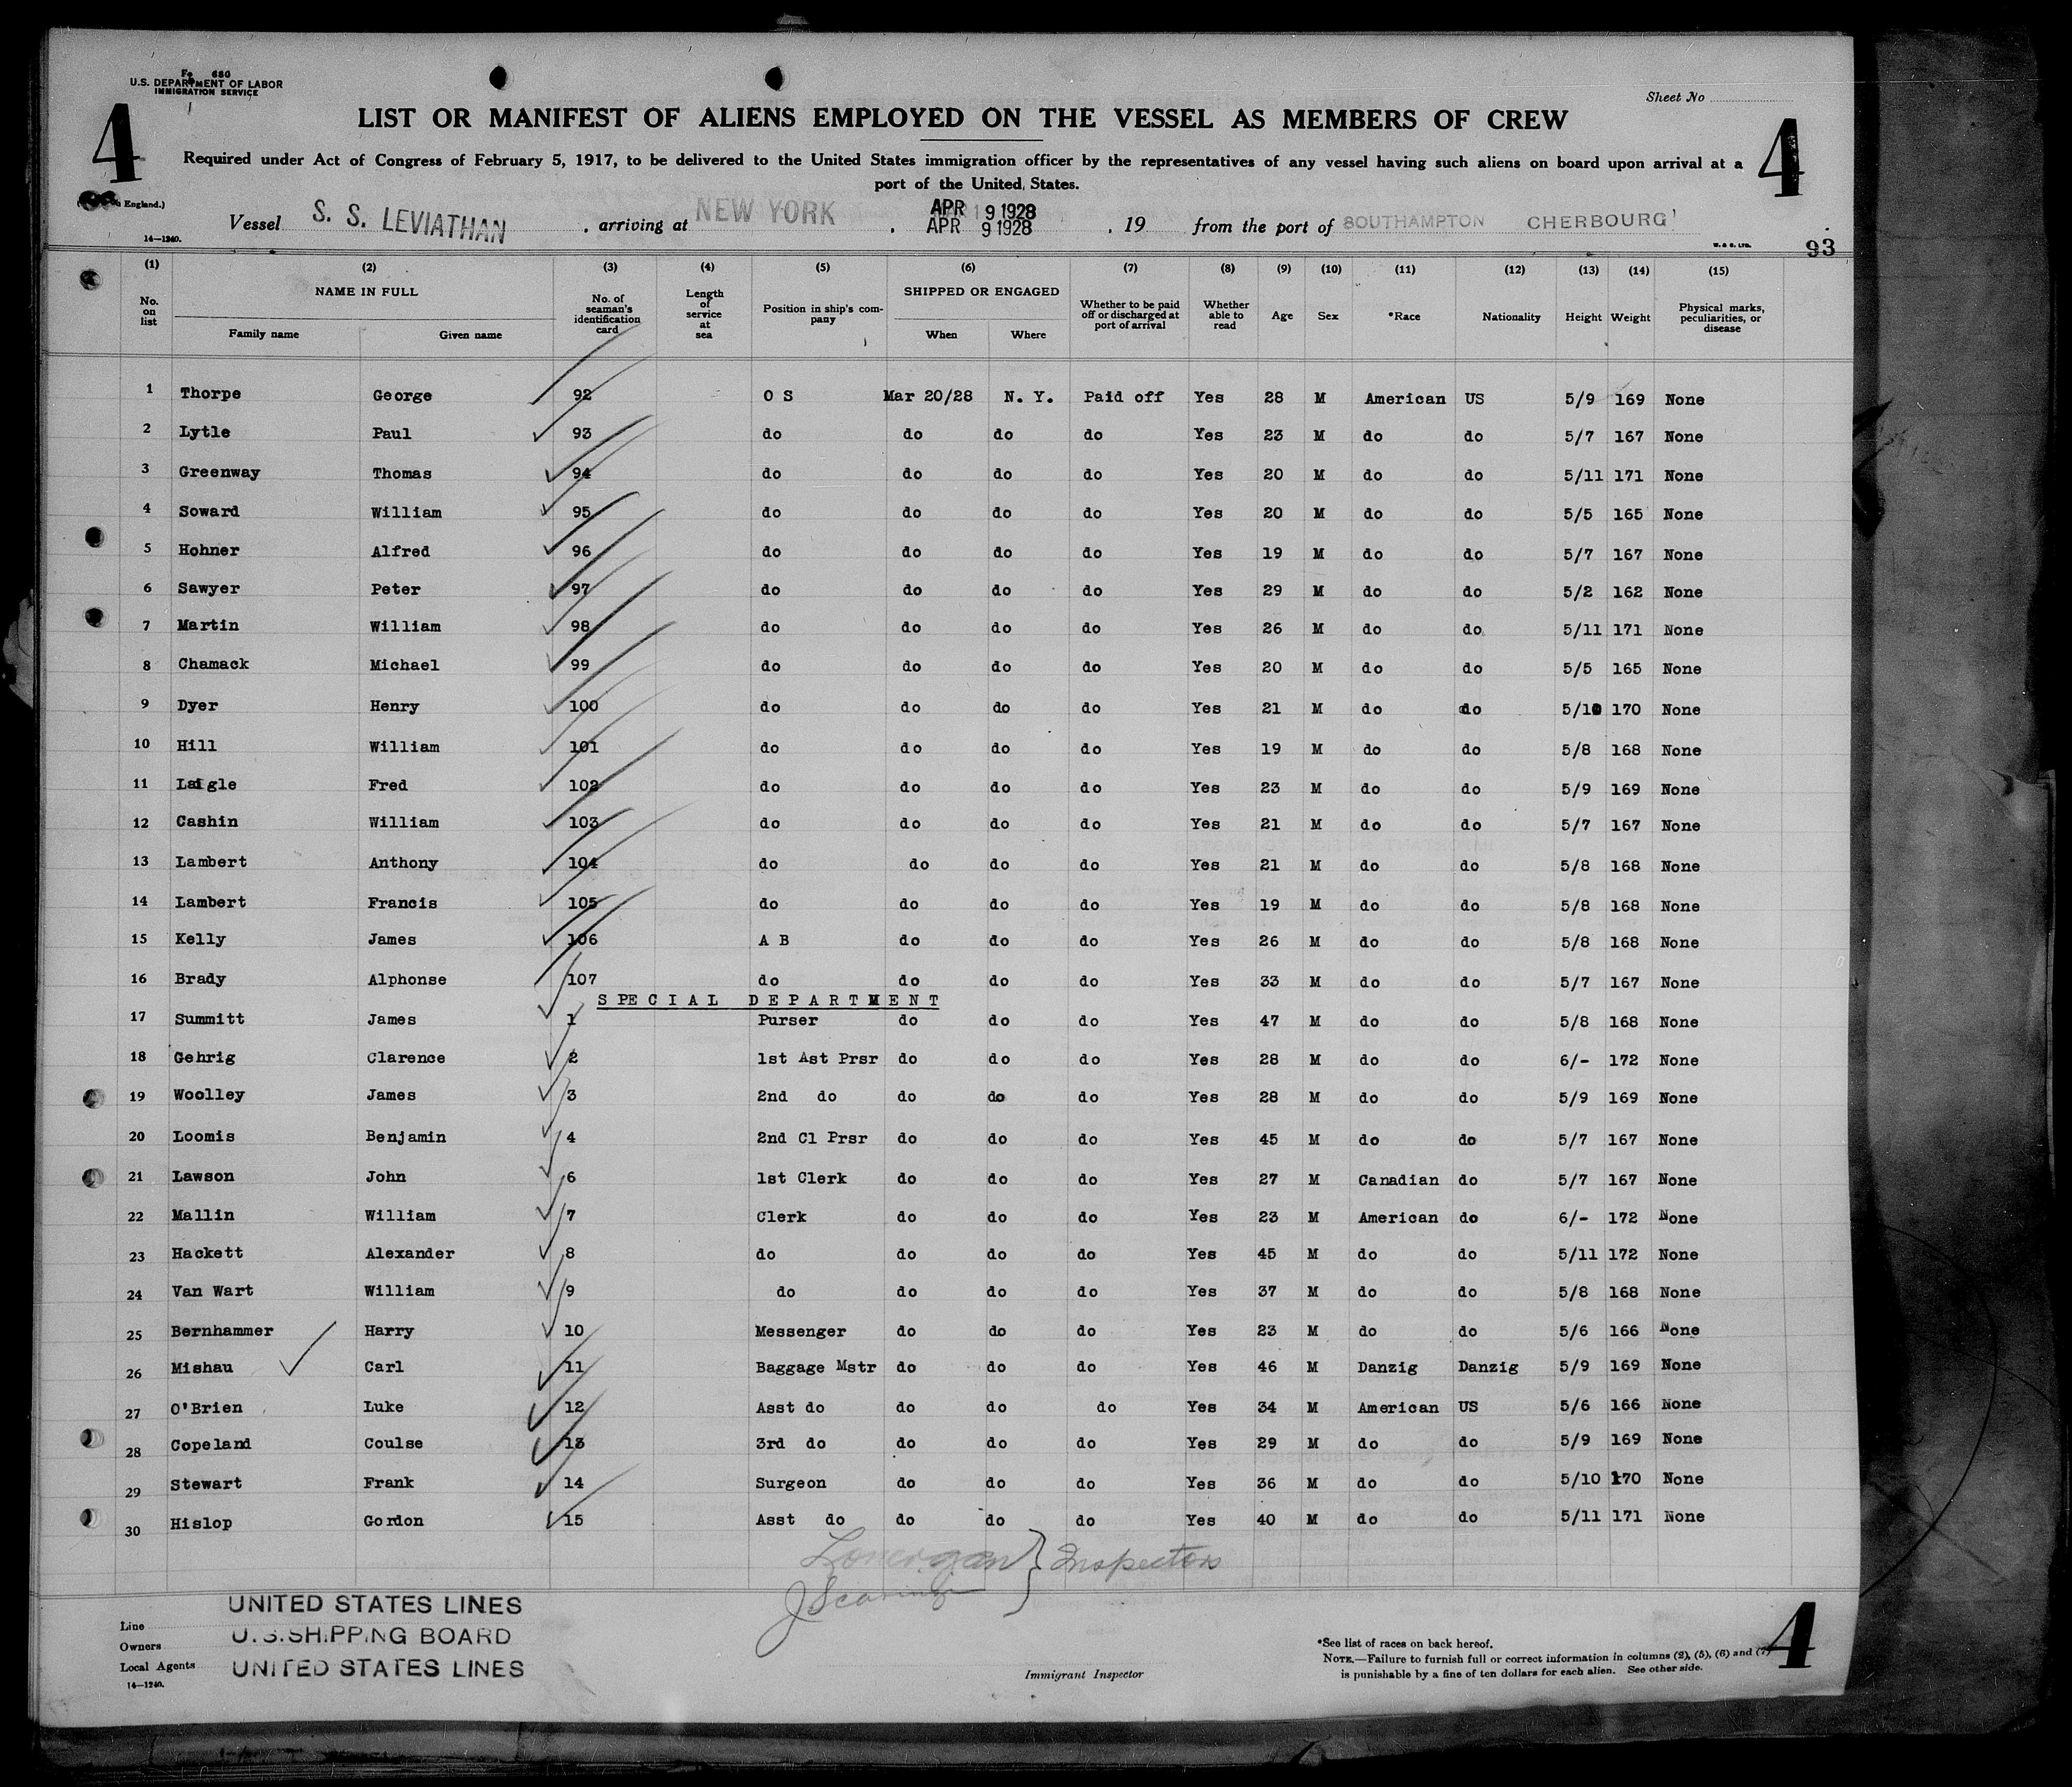 Fo 680
U.S. DEPARTMENT OF LABOR
IMMIGRATION SERVICE
Sheet No
4 4
LIST OR MANIFEST OF ALIENS EMPLOYED ON THE VESSEL AS MEMBERS OF CREW
Required under Act of Congress of February 5, 1917, to be delivered to the United States immigration officer by the representatives of any vessel having such aliens on board upon arrival at a
port of the United States.
England.)
Vessel S. S. LEVIATHAN , arriving at NEW YORK , APR 9 1928 APR 9 1928 , 19 from the port of SOUTHAMPTON CHERBOURG
14—1240. W. & S. LTD. 93
(1) (2) (3) (4) (5) (6) (7) (8) (9) (10) (11) (12) (13) (14) (15)
No. on list NAME IN FULL Family name Given name No. of seaman's identification card Length of service at sea Position in ship's company SHIPPED OR ENGAGED When Where Whether to be paid off or discharged at port of arrival Whether able to read Age Sex *Race Nationality Height Weight Physical marks, peculiarities, or disease
1 Thorpe George 92 O S Mar 20/28 N. Y. Paid off Yes 28 M American US 5/9 169 None
2 Lytle Paul 93 do do do do Yes 23 M do do 5/7 167 None
3 Greenway Thomas 94 do do do do Yes 20 M do do 5/11 171 None
4 Soward William 95 do do do do Yes 20 M do do 5/5 165 None
5 Hohner Alfred 96 do do do do Yes 19 M do do 5/7 167 None
6 Sawyer Peter 97 do do do do Yes 29 M do do 5/2 162 None
7 Martin William 98 do do do do Yes 26 M do do 5/11 171 None
8 Chamack Michael 99 do do do do Yes 20 M do do 5/5 165 None
9 Dyer Henry 100 do do do do Yes 21 M do do 5/10 170 None
10 Hill William 101 do do do do Yes 19 M do do 5/8 168 None
11 Laigle Fred 102 do do do do Yes 23 M do do 5/9 169 None
12 Cashin William 103 do do do do Yes 21 M do do 5/7 167 None
13 Lambert Anthony 104 do do do do Yes 21 M do do 5/8 168 None
14 Lambert Francis 105 do do do do Yes 19 M do do 5/8 168 None
15 Kelly James 106 A B do do do Yes 26 M do do 5/8 168 None
16 Brady Alphonse 107 do do do do Yes 33 M do do 5/7 167 None
SPECIAL DEPARTMENT
17 Summitt James 1 Purser do do do Yes 47 M do do 5/8 168 None
18 Gehrig Clarence 2 1st Ast Prsr do do do Yes 28 M do do 6/- 172 None
19 Woolley James 3 2nd do do do do Yes 28 M do do 5/9 169 None
20 Loomis Benjamin 4 2nd Cl Prsr do do do Yes 45 M do do 5/7 167 None
21 Lawson John 6 1st Clerk do do do Yes 27 M Canadian do 5/7 167 None
22 Mallin William 7 Clerk do do do Yes 23 M American do 6/- 172 None
23 Hackett Alexander 8 do do do do Yes 45 M do do 5/11 172 None
24 Van Wart William 9 do do do do Yes 37 M do do 5/8 168 None
25 Bernhammer Harry 10 Messenger do do do Yes 23 M do do 5/6 166 None
26 Mishau Carl 11 Baggage Mstr do do do Yes 46 M Danzig Danzig 5/9 169 None
27 O'Brien Luke 12 Asst do do do do Yes 34 M American US 5/6 166 None
28 Copeland Coulse 13 3rd do do do do Yes 29 M do do 5/9 169 None
29 Stewart Frank 14 Surgeon do do do Yes 36 M do do 5/10 170 None
30 Hislop Gordon 15 Asst do do do do Yes 40 M do do 5/11 171 None
Lonergan } Inspectors
Line UNITED STATES LINES
Owners U.S. SHIPPING BOARD
Local Agents UNITED STATES LINES
14—1240.
Immigrant Inspector
*See list of races on back hereof.
NOTE.—Failure to furnish full or correct information in columns (2), (5), (6) and (7)
is punishable by a fine of ten dollars for each alien. See other side.
4